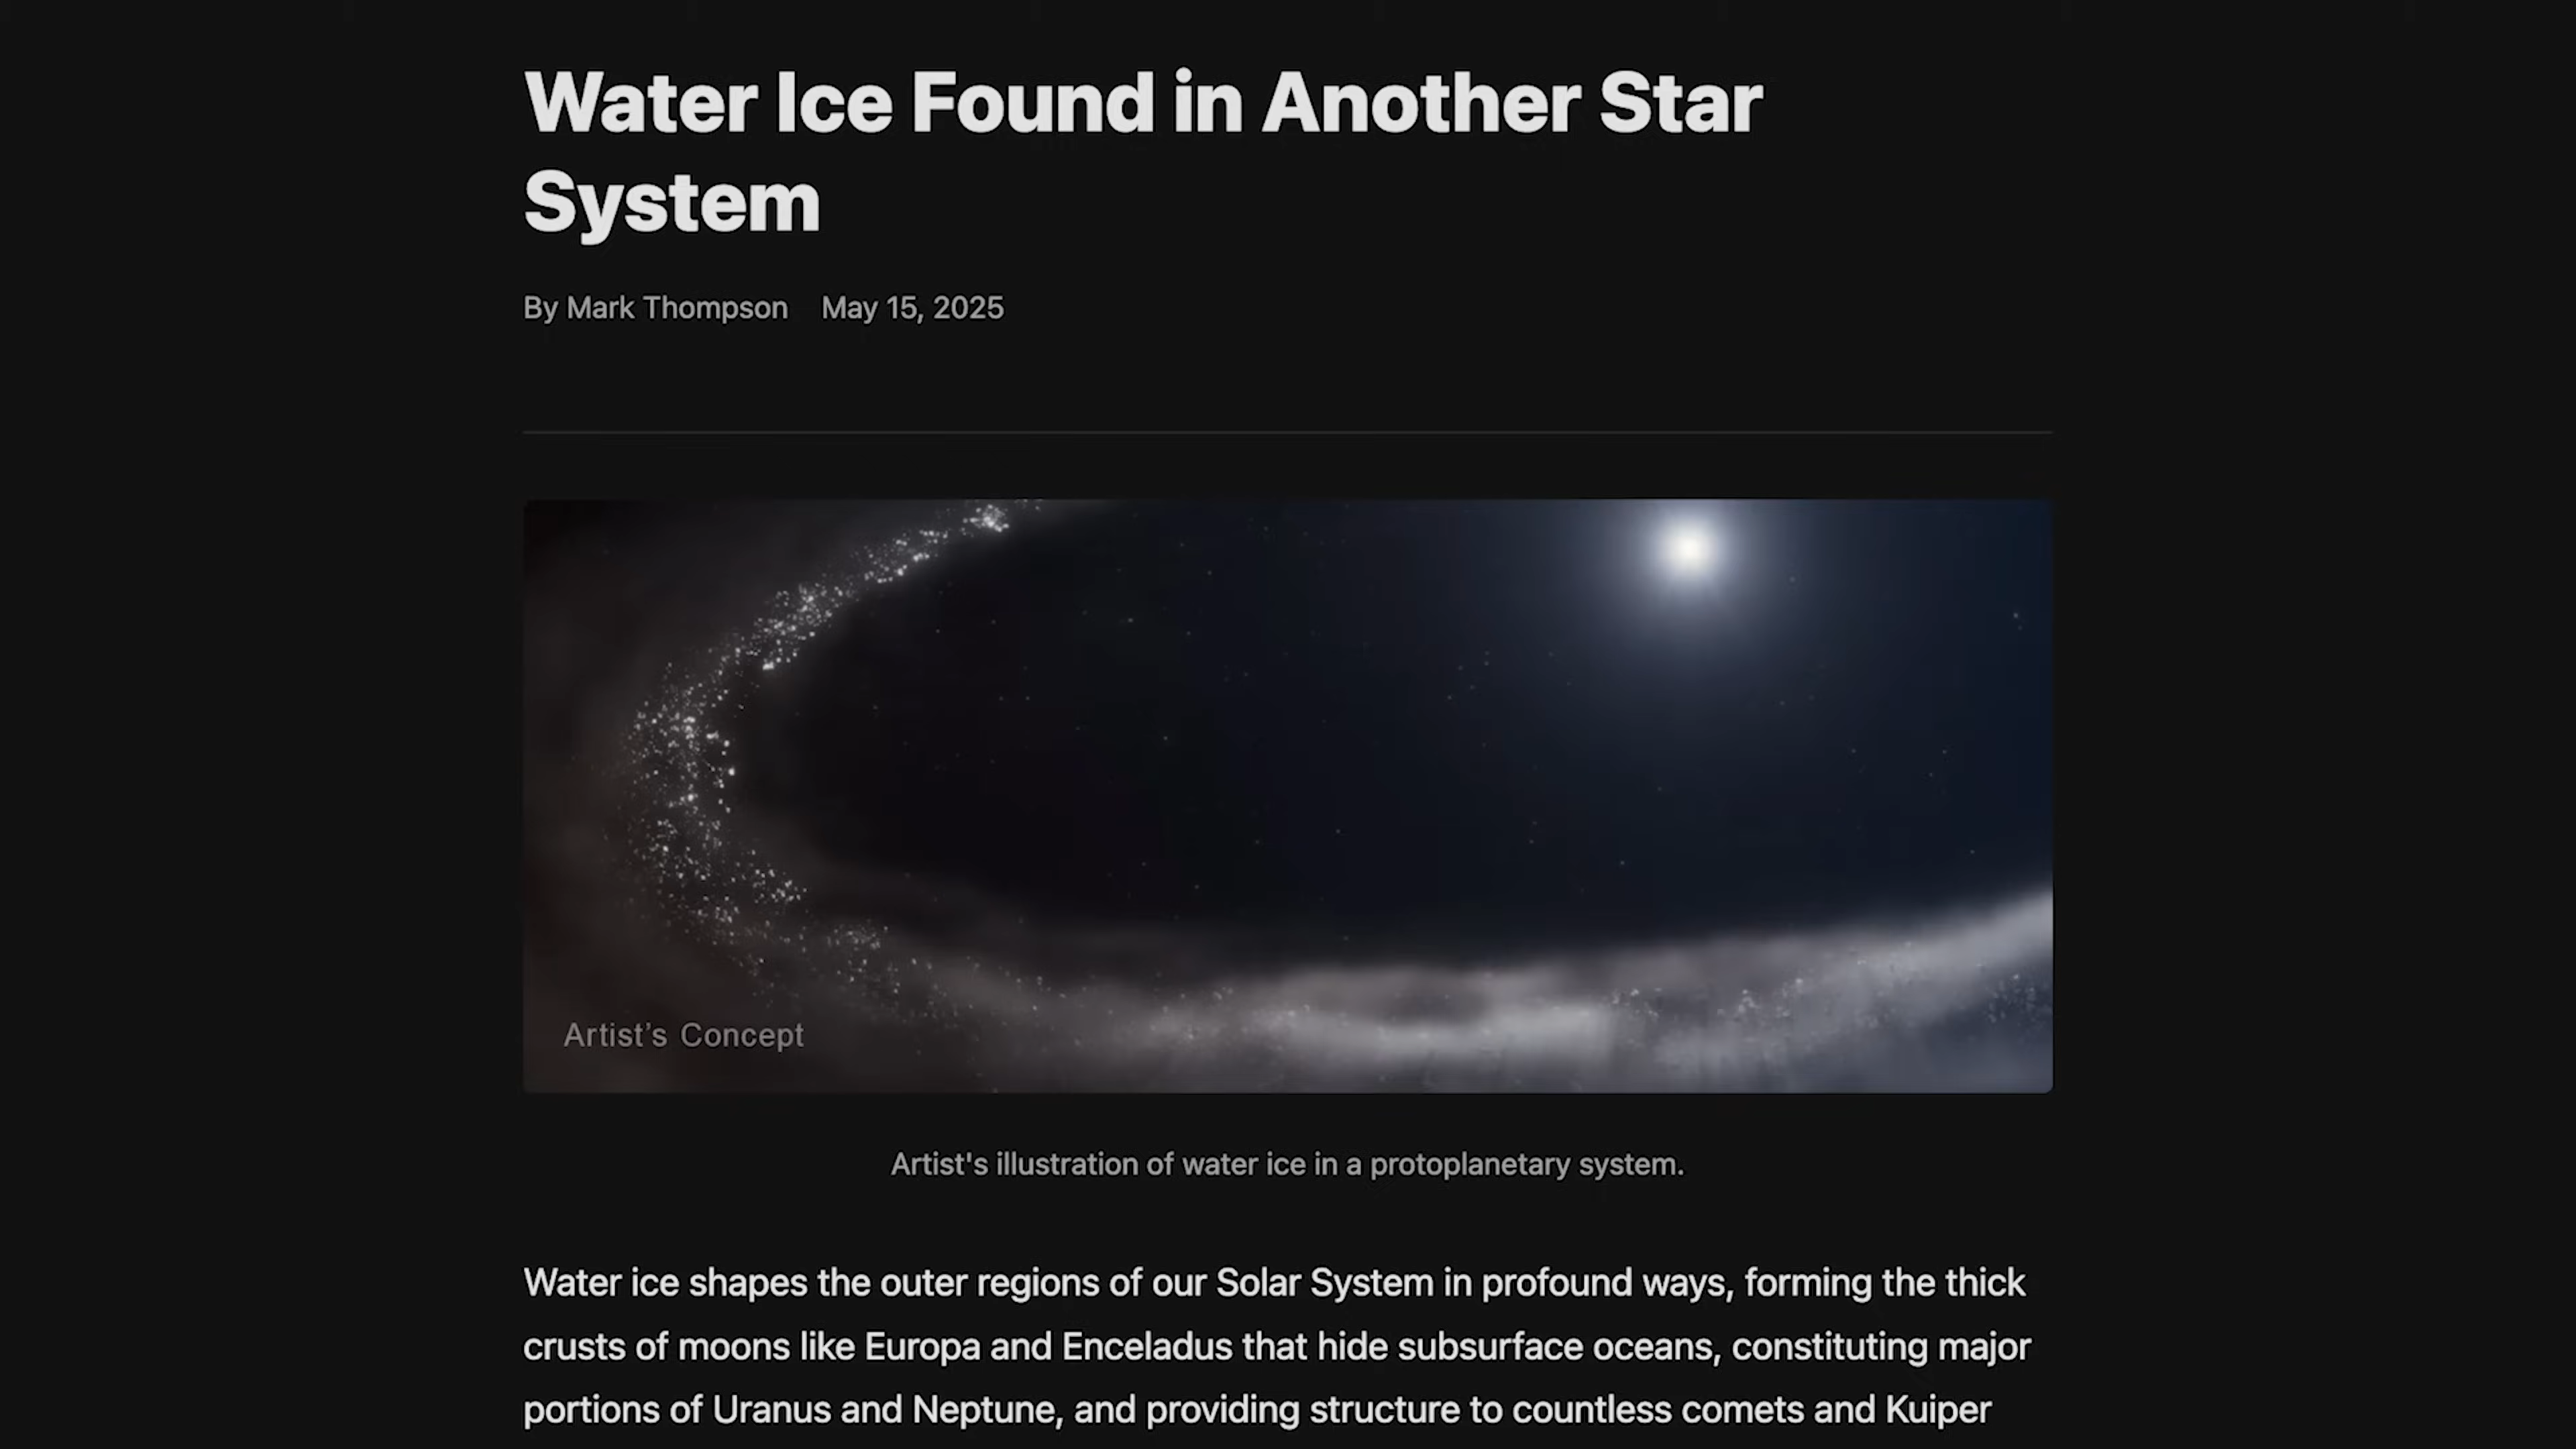 Water Ice Found in Another Star
System
By Mark Thompson May 15, 2025
Artist’s Concept
Artist's illustration of water ice in a protoplanetary system.
Water ice shapes the outer regions of our Solar System in profound ways, forming the thick
crusts of moons like Europa and Enceladus that hide subsurface oceans, constituting major
portions of Uranus and Neptune, and providing structure to countless comets and Kuiper